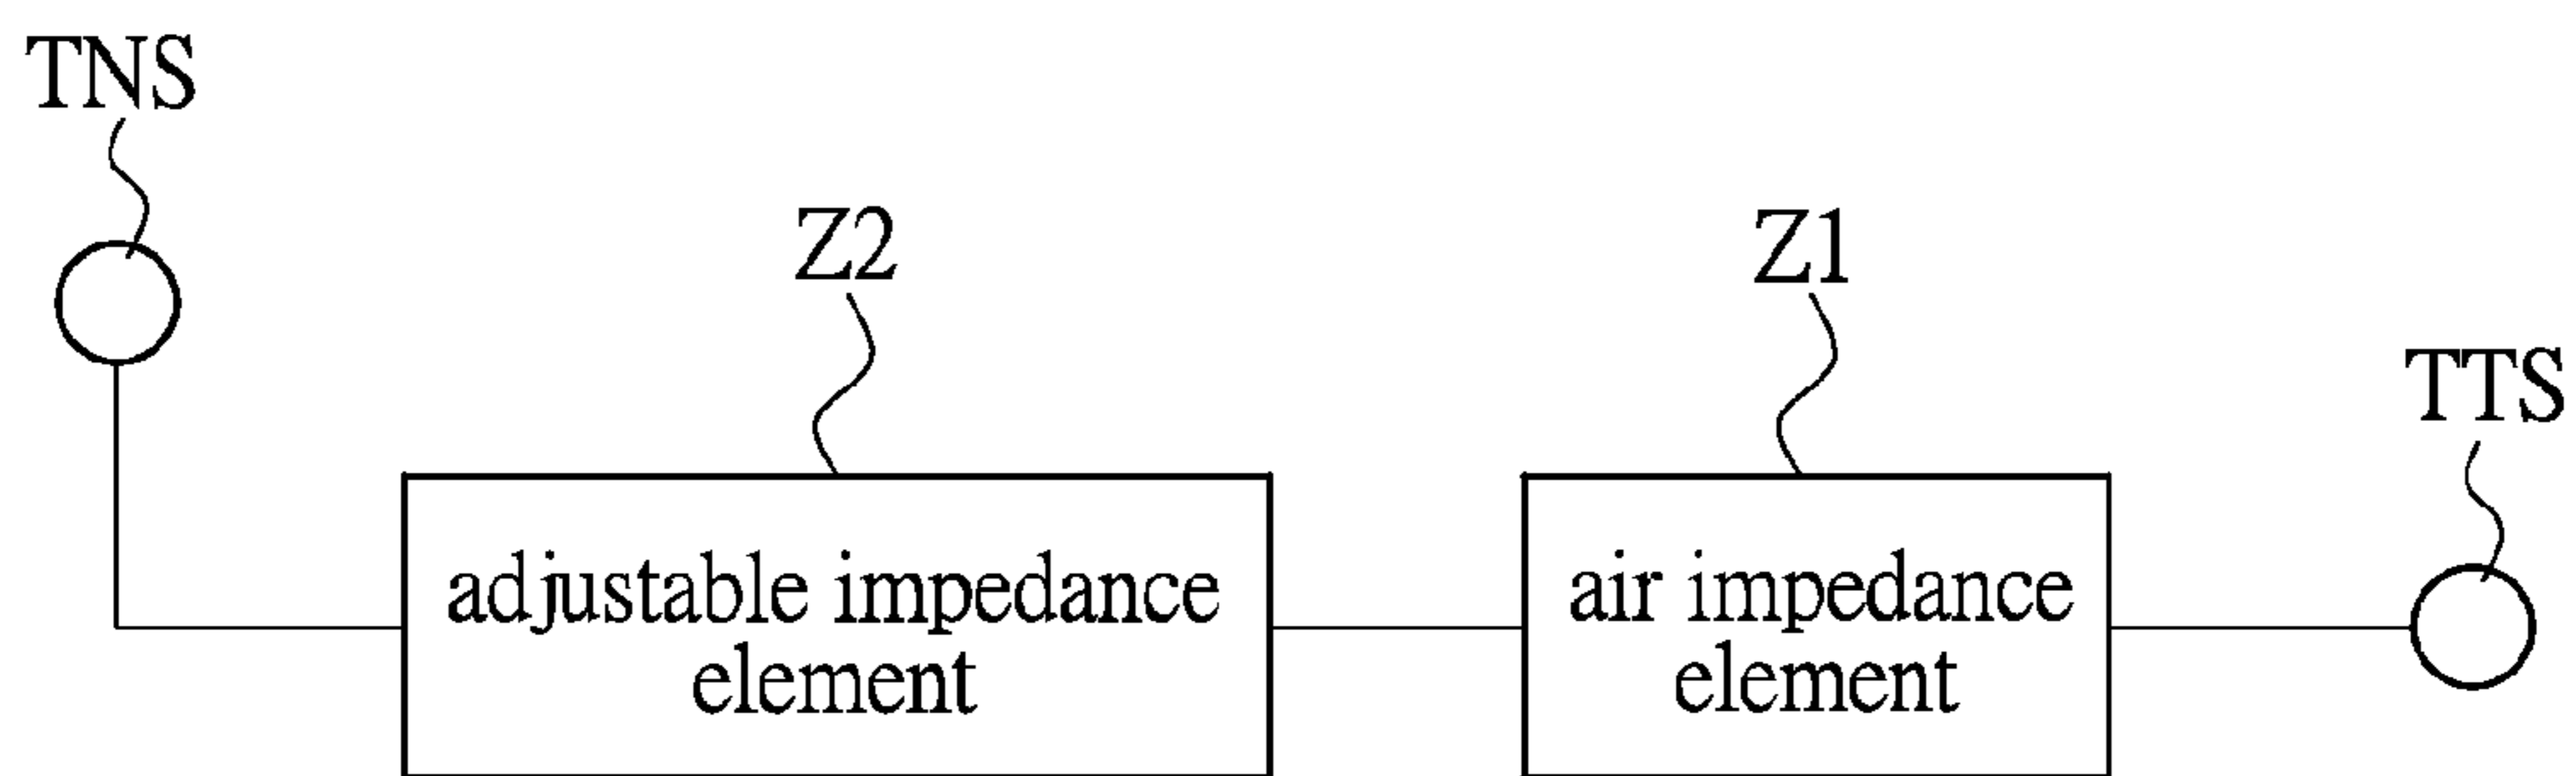 TNS
Z2
Z1
TTS
adjustable impedance
element
air impedance
element